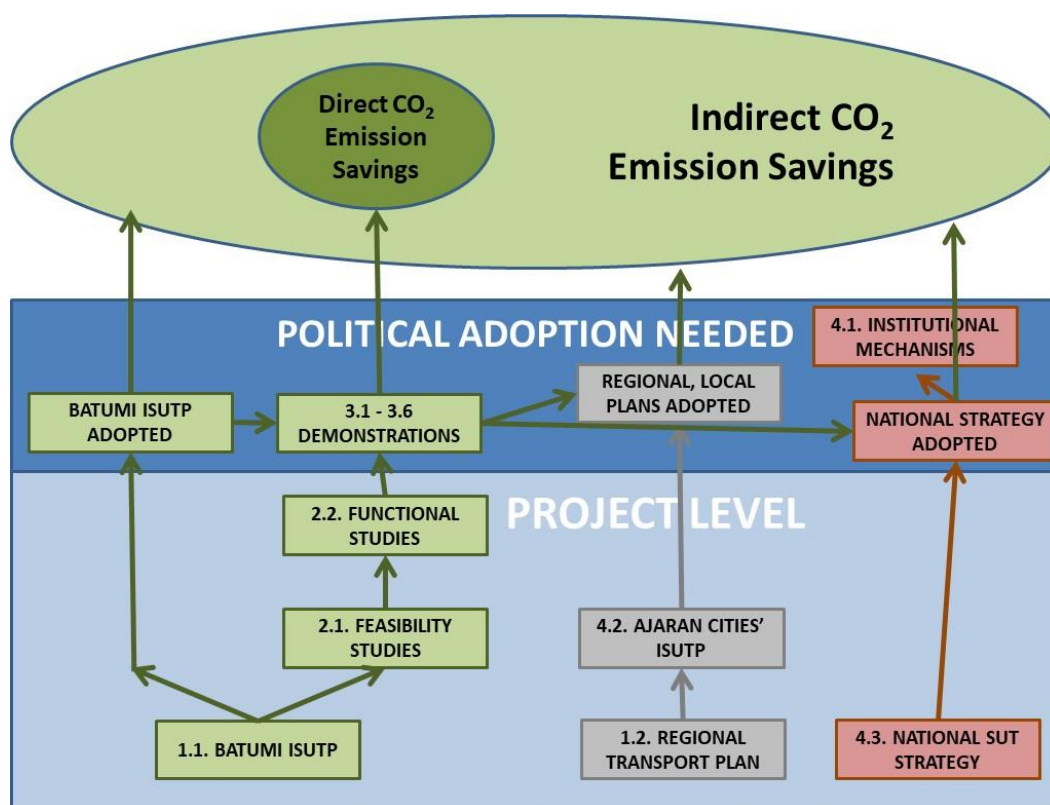 Direct CO₂
Emission
Savings
Indirect CO₂
Emission Savings
POLITICAL ADOPTION NEEDED
4.1. INSTITUTIONAL
MECHANISMS
BATUMI ISUTP
ADOPTED
3.1 - 3.6
DEMONSTRATIONS
REGIONAL, LOCAL
PLANS ADOPTED
NATIONAL STRATEGY
ADOPTED
PROJECT LEVEL
2.2. FUNCTIONAL
STUDIES
2.1. FEASIBILITY
STUDIES
4.2. AJARAN CITIES’
ISUTP
1.1. BATUMI ISUTP
1.2. REGIONAL
TRANSPORT PLAN
4.3. NATIONAL SUT
STRATEGY